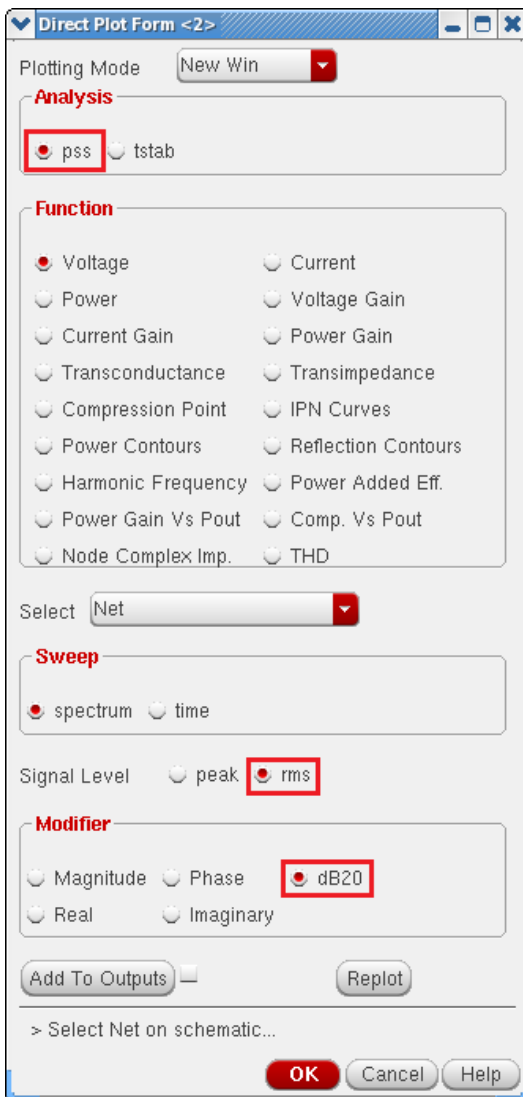 Direct Plot Form <2>
Plotting Mode New Win
Analysis
pss tstab
Function
Voltage Current
Power Voltage Gain
Current Gain Power Gain
Transconductance Transimpedance
Compression Point IPN Curves
Power Contours Reflection Contours
Harmonic Frequency Power Added Eff.
Power Gain Vs Pout Comp. Vs Pout
Node Complex Imp. THD
Select Net
Sweep
spectrum time
Signal Level peak rms
Modifier
Magnitude Phase dB20
Real Imaginary
Add To Outputs Replot
> Select Net on schematic...
OK Cancel Help